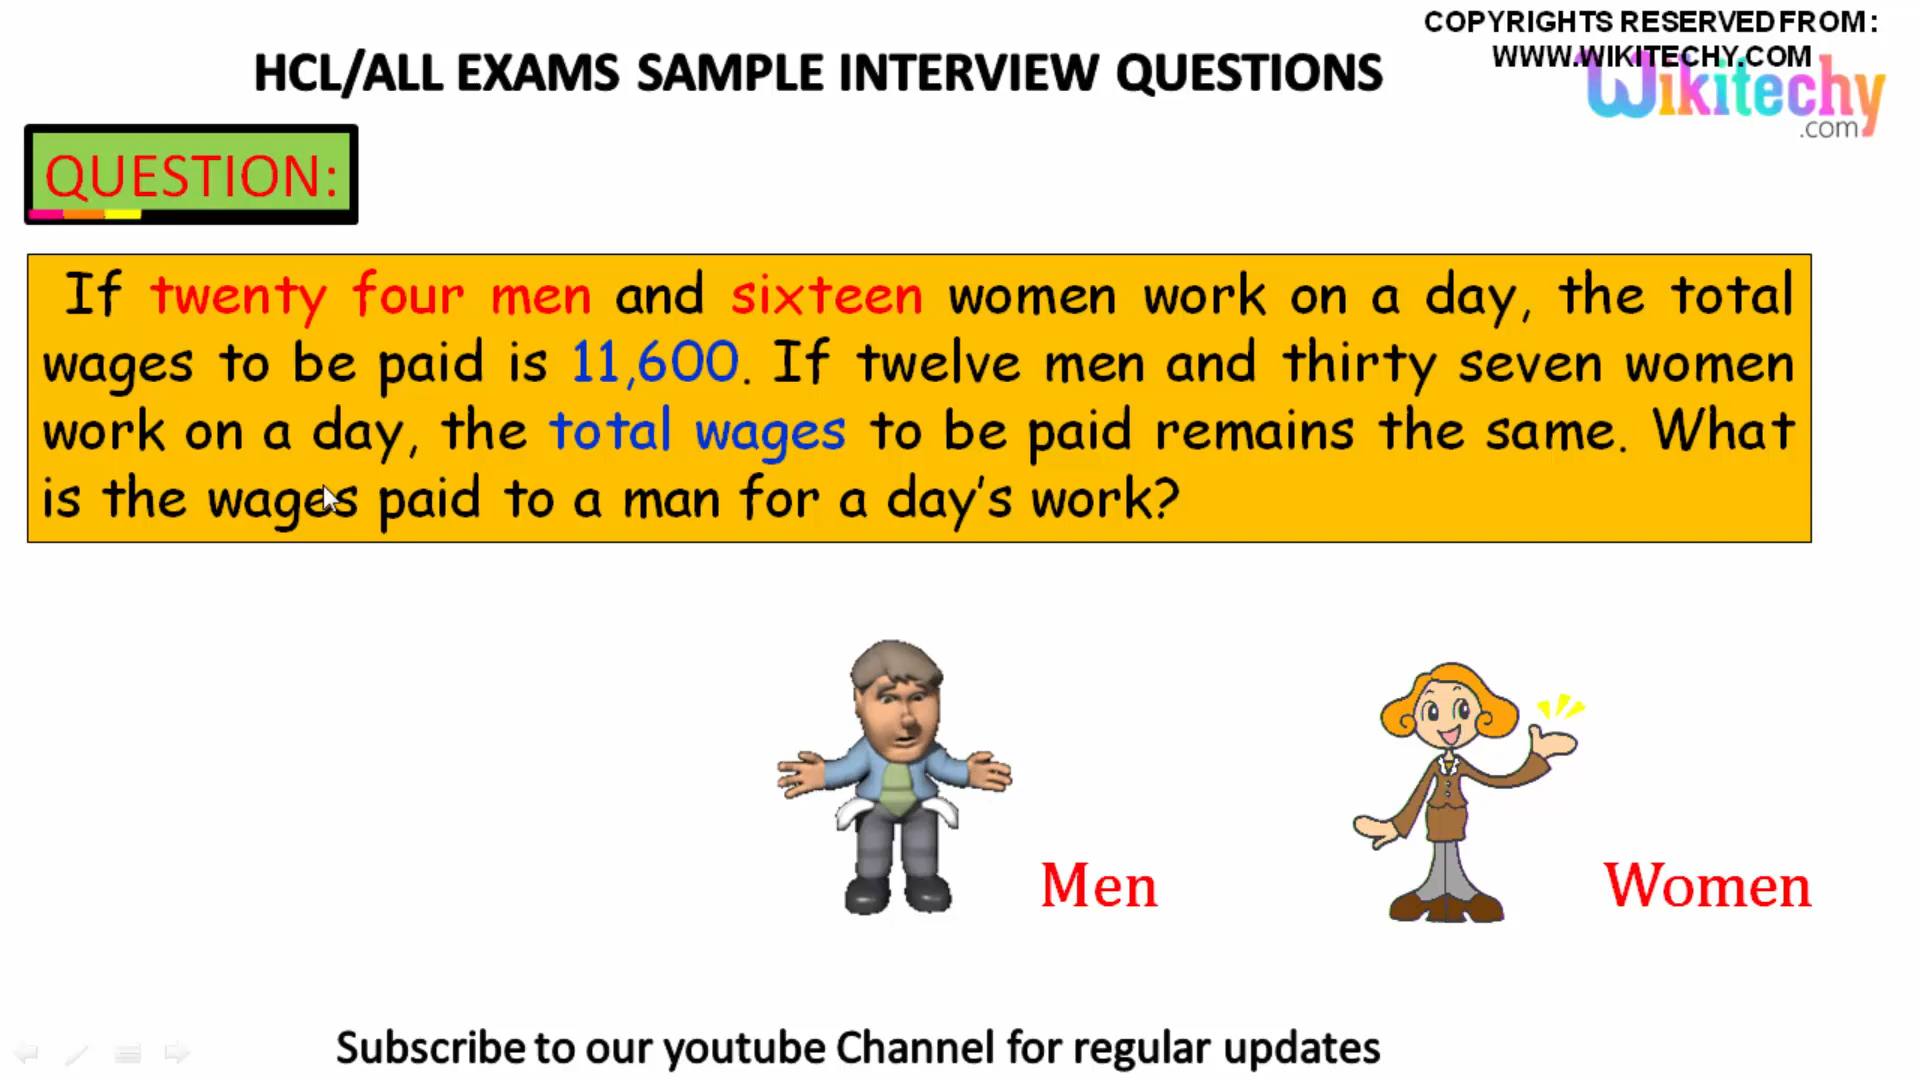 COPYRIGHTS RESERVED FROM:
WWW.WIKITECHY.COM
HCL/ALL EXAMS SAMPLE INTERVIEW QUESTIONS
Wikitechy
.com
QUESTION:
If twenty four men and sixteen women work on a day, the total
wages to be paid is 11,600. If twelve men and thirty seven women
work on a day, the total wages to be paid remains the same. What
is the wages paid to a man for a day’s work?
Men
Women
Subscribe to our youtube Channel for regular updates